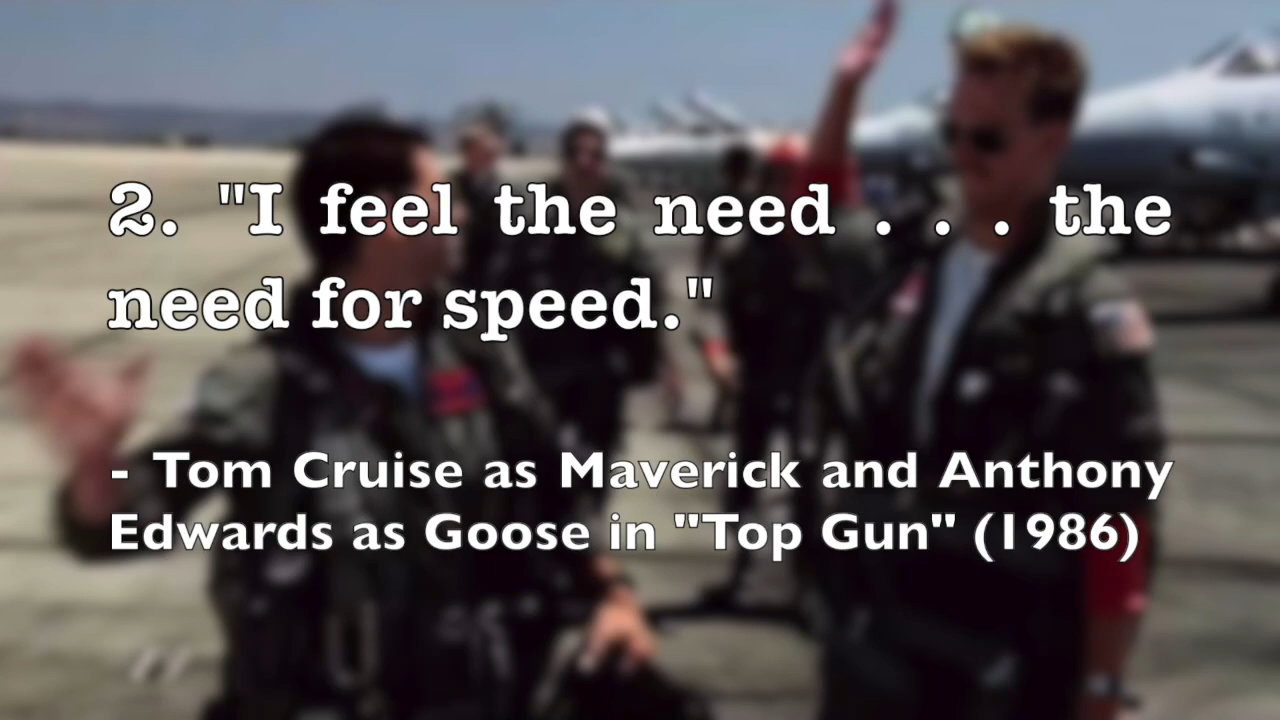 2. "I feel the need . . . the
need for speed."
- Tom Cruise as Maverick and Anthony
Edwards as Goose in "Top Gun" (1986)